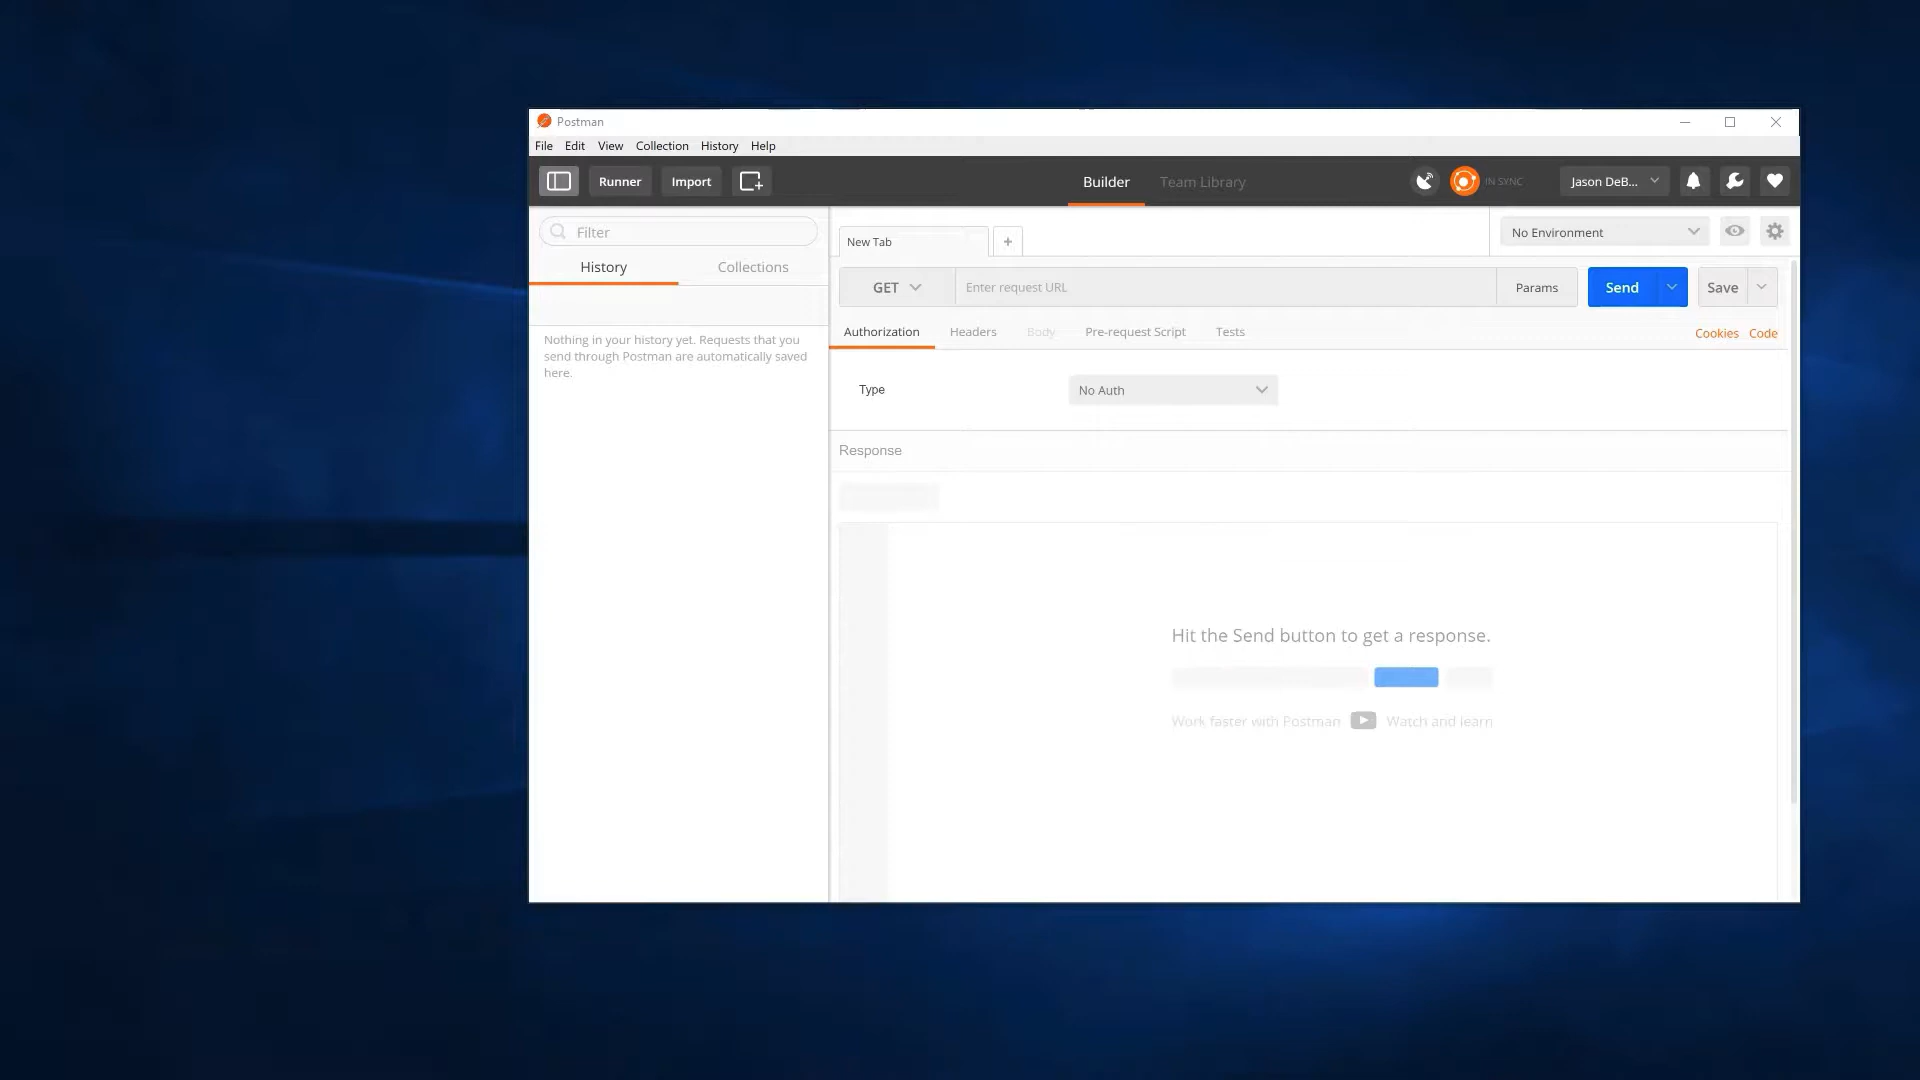 Postman
File Edit View Collection History Help
Runner Import Builder Team Library IN SYNC Jason DeB...
Filter
History Collections
Nothing in your history yet. Requests that you
send through Postman are automatically saved
here.
New Tab + No Environment
GET Enter request URL Params Send Save
Authorization Headers Body Pre-request Script Tests Cookies Code
Type No Auth
Response
Hit the Send button to get a response.
Work faster with Postman Watch and learn